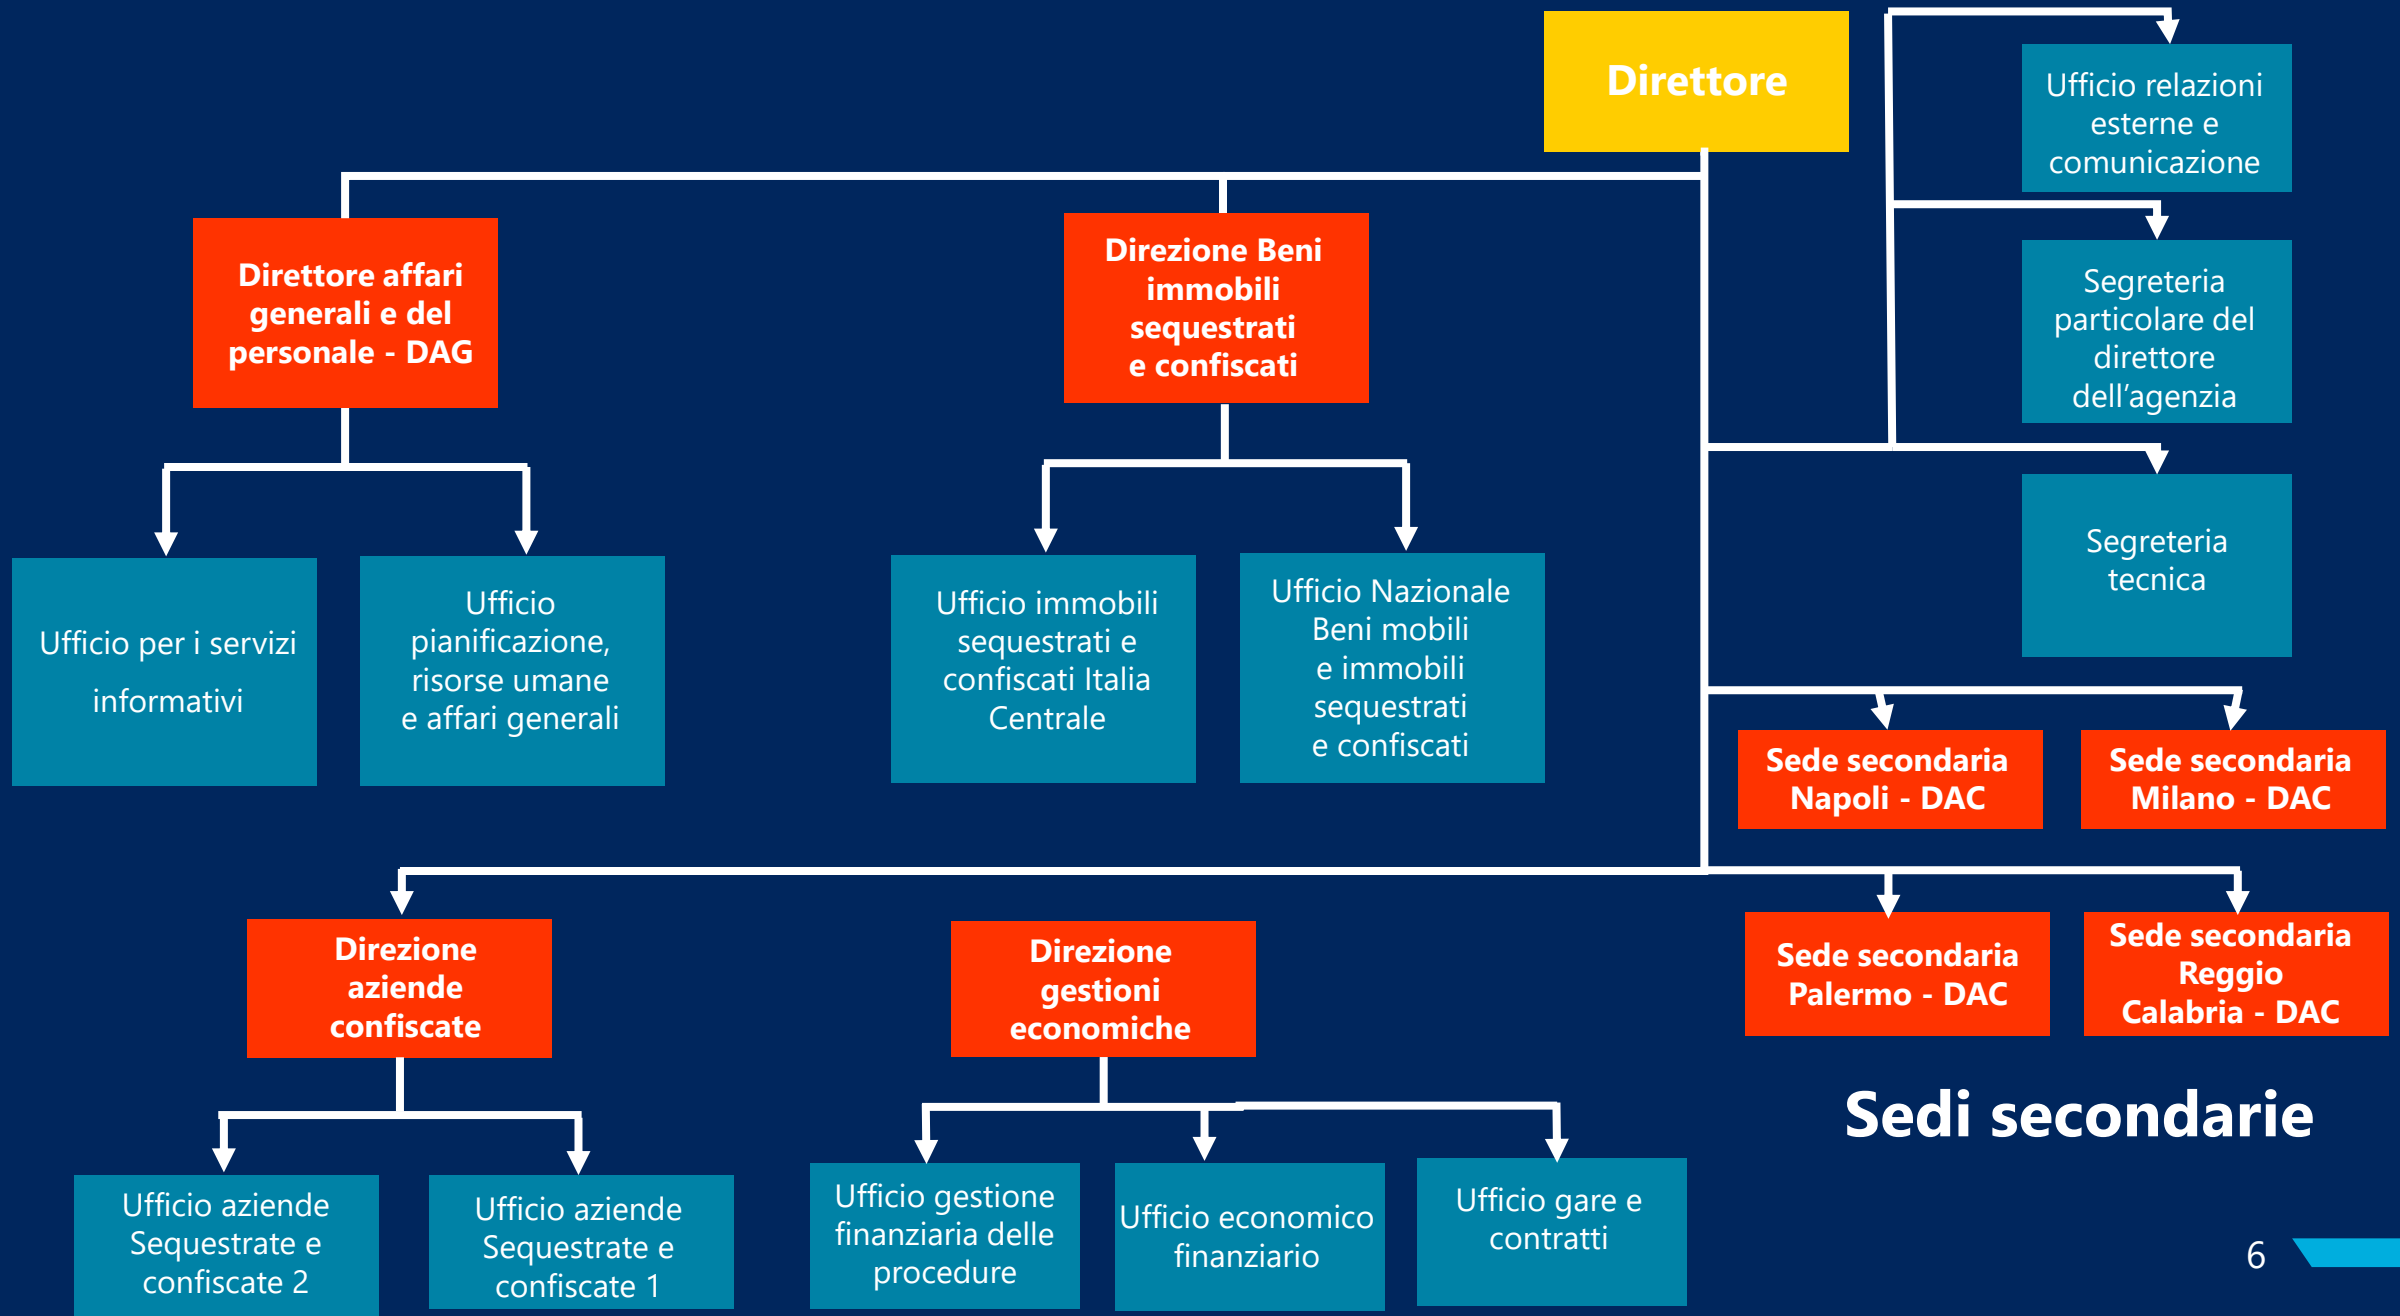 Direttore
Ufficio relazioni
esterne e
comunicazione
Direttore affari
generali e del
personale - DAG
Direzione Beni
immobili
sequestrati
e confiscati
Segreteria
particolare del
direttore
dell’agenzia
Segreteria
tecnica
Ufficio per i servizi
informativi
Ufficio
pianificazione,
risorse umane
e affari generali
Ufficio immobili
sequestrati e
confiscati Italia
Centrale
Ufficio Nazionale
Beni mobili
e immobili
sequestrati
e confiscati
Sede secondaria
Napoli - DAC
Sede secondaria
Milano - DAC
Direzione
aziende
confiscate
Direzione
gestioni
economiche
Sede secondaria
Palermo - DAC
Sede secondaria
Reggio
Calabria - DAC
Sedi secondarie
Ufficio aziende
Sequestrate e
confiscate 2
Ufficio aziende
Sequestrate e
confiscate 1
Ufficio gestione
finanziaria delle
procedure
Ufficio economico
finanziario
Ufficio gare e
contratti
6